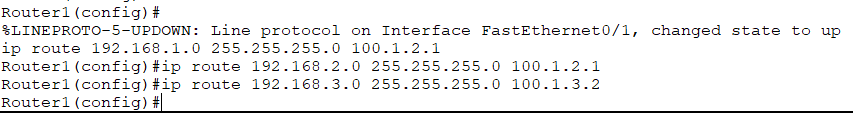 Router1(config)#
%LINEPROTO-5-UPDOWN: Line protocol on Interface FastEthernet0/1, changed state to up
ip route 192.168.1.0 255.255.255.0 100.1.2.1
Router1(config)#ip route 192.168.2.0 255.255.255.0 100.1.2.1
Router1(config)#ip route 192.168.3.0 255.255.255.0 100.1.3.2
Router1(config)#